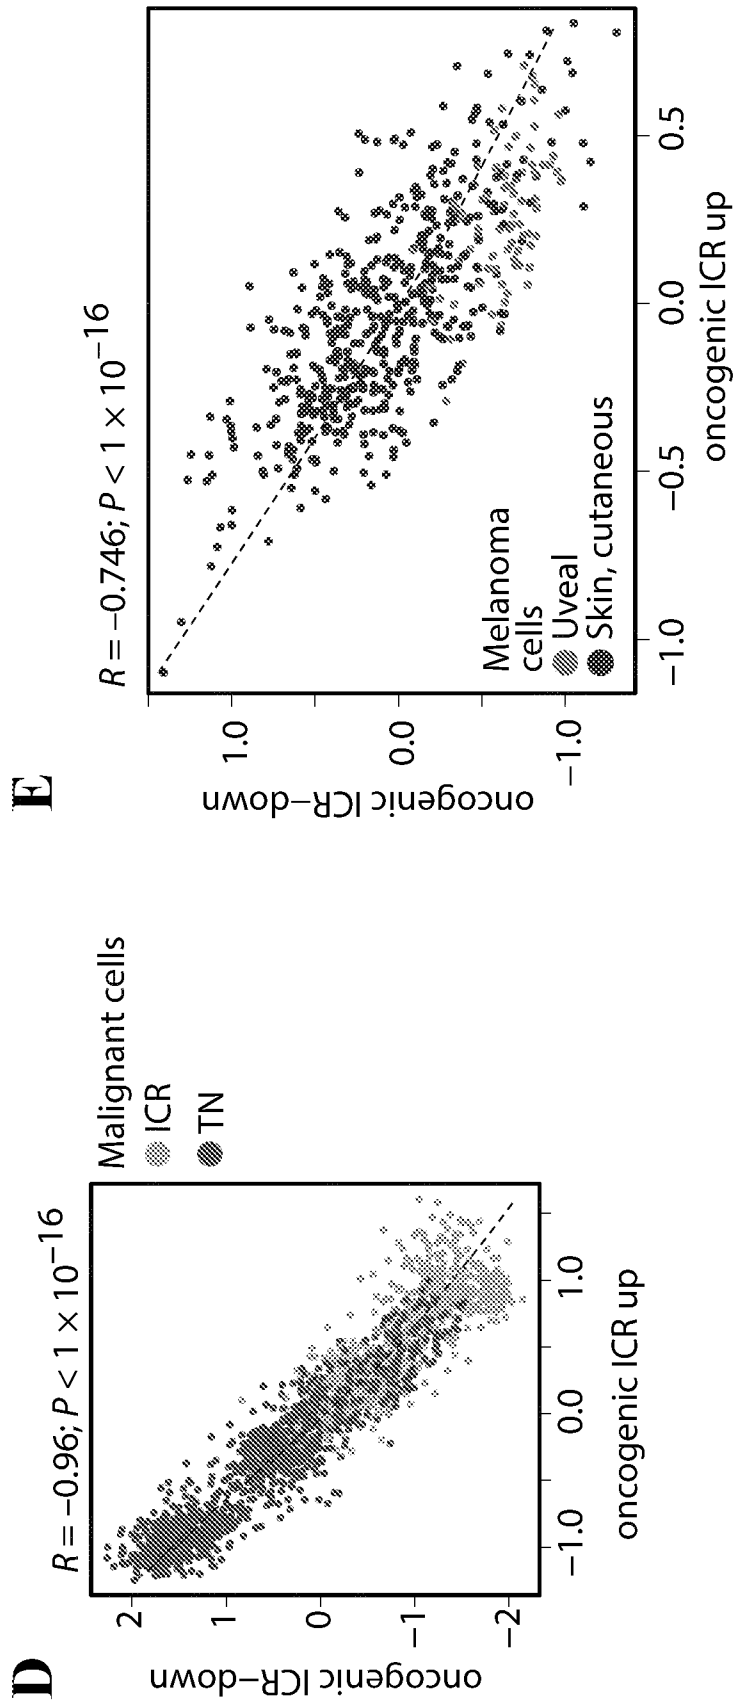 D
R = −0.96; P < 1 × 10−16
oncogenic ICR−down
2
1
0
−1
−2
−1.0
0.0
1.0
oncogenic ICR up
Malignant cells
ICR
TN
E
R = −0.746; P < 1 × 10−16
oncogenic ICR−down
1.0
0.0
−1.0
−1.0
−0.5
0.0
0.5
oncogenic ICR up
Melanoma
cells
Uveal
Skin, cutaneous